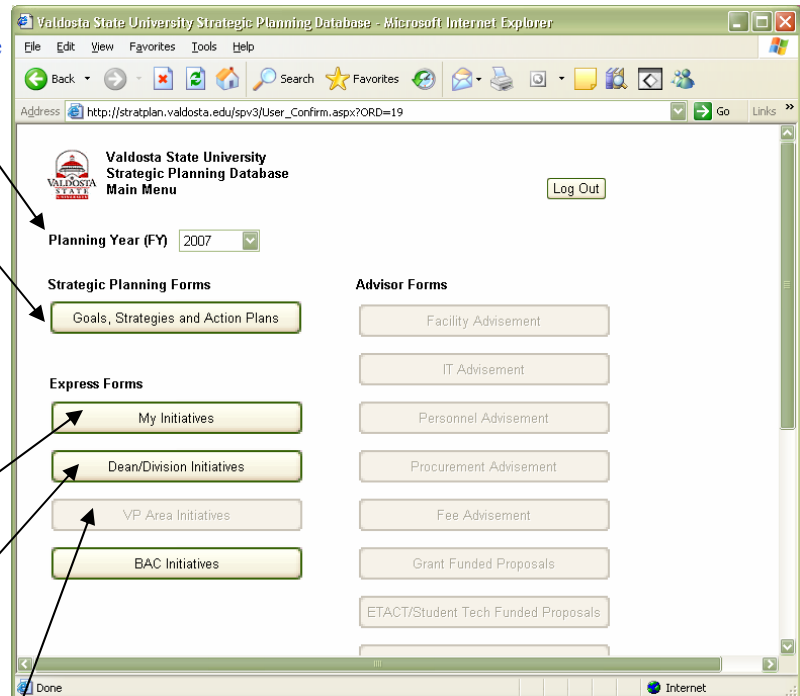 Valdosta State University Strategic Planning Database - Microsoft Internet Explorer
File Edit View Favorites Tools Help
Back Search Favorites
Address http://stratplan.valdosta.edu/spv3/User_Confirm.aspx?ORD=19 Go Links »
Valdosta State University
Strategic Planning Database
Main Menu
VALDOSTA
STATE
Log Out
Planning Year (FY) 2007
Strategic Planning Forms
Goals, Strategies and Action Plans
Express Forms
My Initiatives
Dean/Division Initiatives
VP Area Initiatives
BAC Initiatives
Advisor Forms
Facility Advisement
IT Advisement
Personnel Advisement
Procurement Advisement
Fee Advisement
Grant Funded Proposals
ETACT/Student Tech Funded Proposals
Done Internet